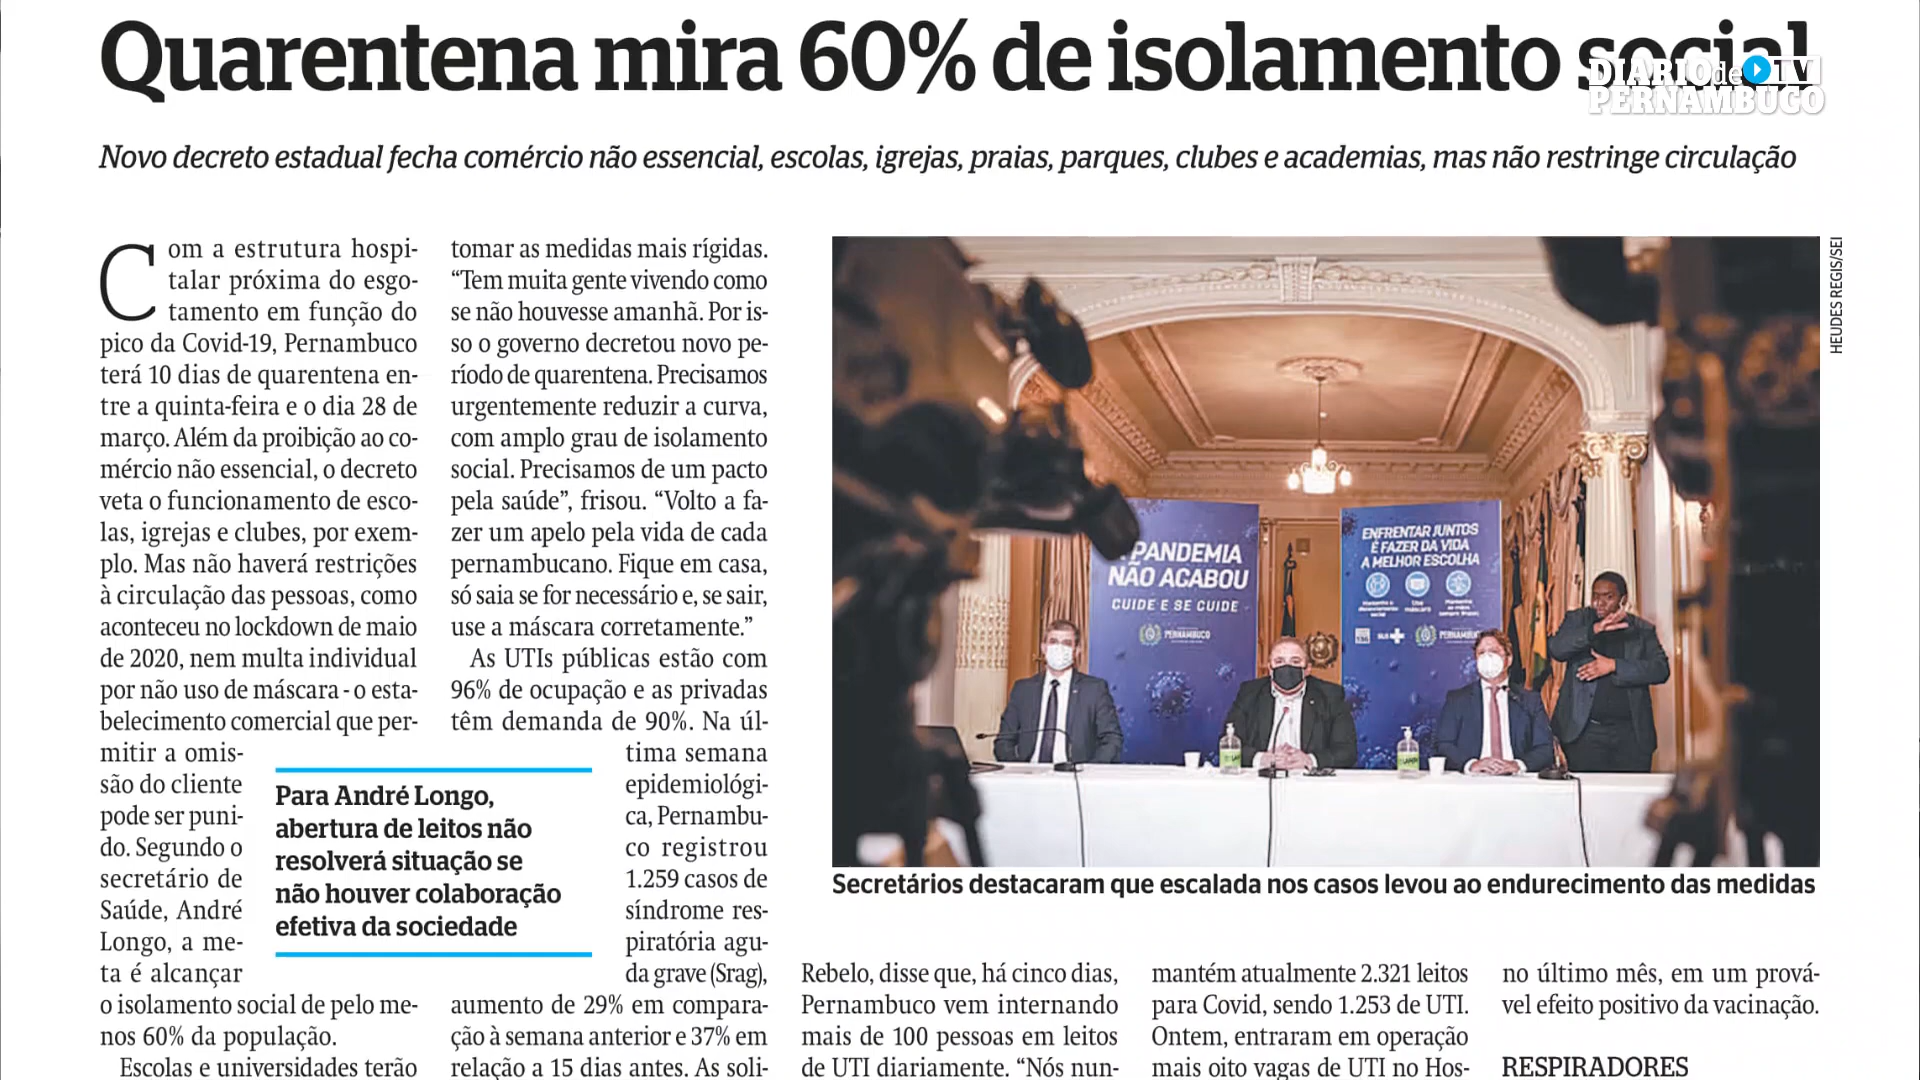 Quarentena mira 60% de isolamento social
DIARIO de TV
PERNAMBUCO
Novo decreto estadual fecha comércio não essencial, escolas, igrejas, praias, parques, clubes e academias, mas não restringe circulação
Com a estrutura hospi-
talar próxima do esgo-
tamento em função do
pico da Covid-19, Pernambuco
terá 10 dias de quarentena en-
tre a quinta-feira e o dia 28 de
março. Além da proibição ao co-
mércio não essencial, o decreto
veta o funcionamento de esco-
las, igrejas e clubes, por exem-
plo. Mas não haverá restrições
à circulação das pessoas, como
aconteceu no lockdown de maio
de 2020, nem multa individual
por não uso de máscara - o esta-
belecimento comercial que per-
mitir a omis-
são do cliente
pode ser puni-
do. Segundo o
secretário de
Saúde, André
Longo, a me-
ta é alcançar
o isolamento social de pelo me-
nos 60% da população.
Escolas e universidades terão
Para André Longo,
abertura de leitos não
resolverá situação se
não houver colaboração
efetiva da sociedade
tomar as medidas mais rígidas.
“Tem muita gente vivendo como
se não houvesse amanhã. Por is-
so o governo decretou novo pe-
ríodo de quarentena. Precisamos
urgentemente reduzir a curva,
com amplo grau de isolamento
social. Precisamos de um pacto
pela saúde”, frisou. “Volto a fa-
zer um apelo pela vida de cada
pernambucano. Fique em casa,
só saia se for necessário e, se sair,
use a máscara corretamente.”
As UTIs públicas estão com
96% de ocupação e as privadas
têm demanda de 90%. Na úl-
tima semana
epidemiológi-
ca, Pernambu-
co registrou
1.259 casos de
síndrome res-
piratória agu-
da grave (Srag),
aumento de 29% em compara-
ção à semana anterior e 37% em
relação a 15 dias antes. As soli-
HEUDES REGIS/SEI
PANDEMIA
NÃO ACABOU
CUIDE E SE CUIDE
PERNAMBUCO
ENFRENTAR JUNTOS
É FAZER DA VIDA
A MELHOR ESCOLHA
SUS
PERNAMBUCO
Secretários destacaram que escalada nos casos levou ao endurecimento das medidas
Rebelo, disse que, há cinco dias,
Pernambuco vem internando
mais de 100 pessoas em leitos
de UTI diariamente. “Nós nun-
mantém atualmente 2.321 leitos
para Covid, sendo 1.253 de UTI.
Ontem, entraram em operação
mais oito vagas de UTI no Hos-
no último mês, em um prová-
vel efeito positivo da vacinação.
RESPIRADORES